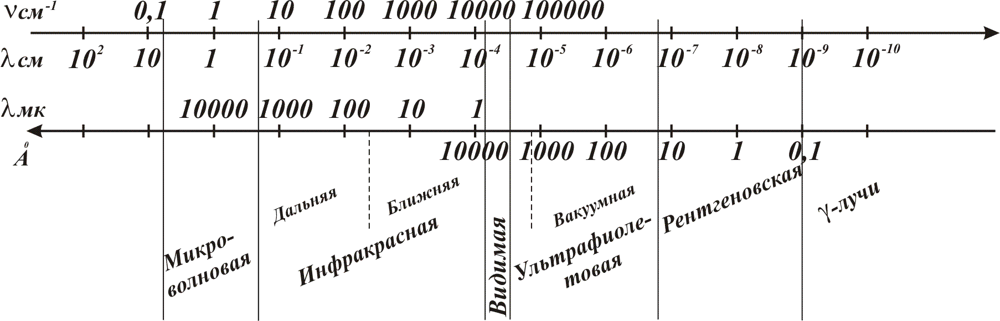 νсм⁻¹ 0,1 1 10 100 1000 10000 100000
λсм 10² 10 1 10⁻¹ 10⁻² 10⁻³ 10⁻⁴ 10⁻⁵ 10⁻⁶ 10⁻⁷ 10⁻⁸ 10⁻⁹ 10⁻¹⁰
λмк 10000 1000 100 10 1
Å 10000 1000 100 10 1 0,1
Микро-
волновая
Дальняя
Ближняя
Инфракрасная
Видимая
Вакуумная
Ультрафиоле-
товая
Рентгеновская
γ-лучи